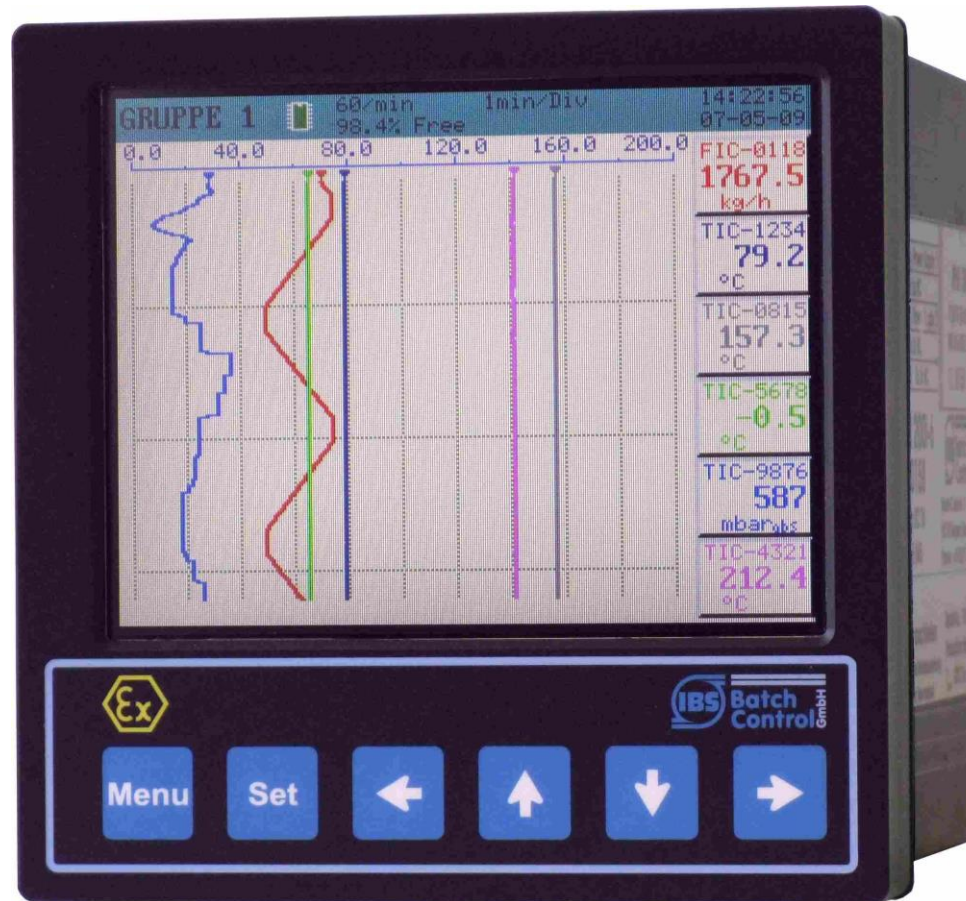 GRUPPE 1
60/min 1min/Div
98.4% Free
14:22:56
07-05-09
0.0 40.0 80.0 120.0 160.0 200.0
FIC-0118
1767.5
kg/h
TIC-1234
79.2
°C
TIC-0815
157.3
°C
TIC-5678
-0.5
°C
TIC-9876
587
mbarabs
TIC-4321
212.4
°C
Ex
IBS Batch Control GmbH
Menu Set